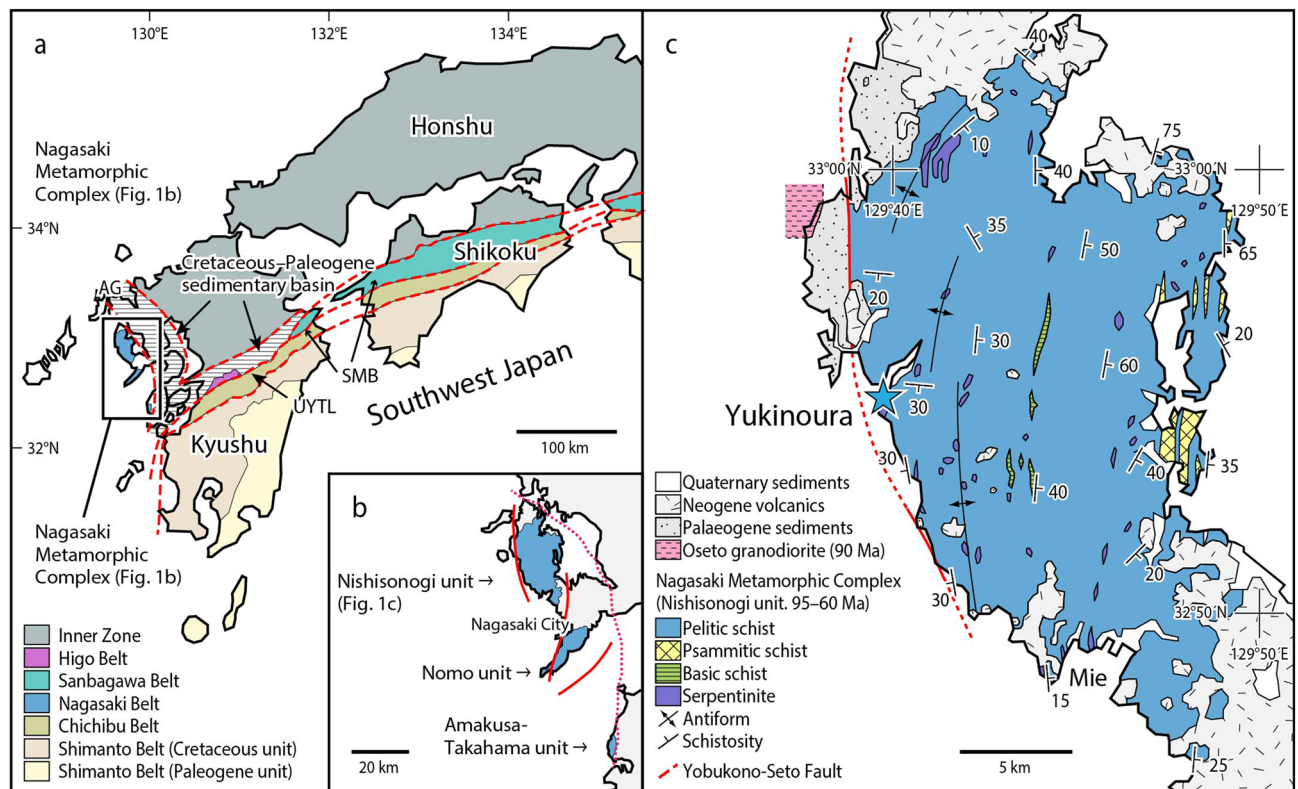 a
130°E
132°E
134°E
34°N
32°N
Nagasaki
Metamorphic
Complex (Fig. 1b)
Honshu
Shikoku
Cretaceous–Paleogene
sedimentary basin
AG
SMB
UYTL
Kyushu
Southwest Japan
100 km
Nagasaki
Metamorphic
Complex (Fig. 1b)
Inner Zone
Higo Belt
Sanbagawa Belt
Nagasaki Belt
Chichibu Belt
Shimanto Belt (Cretaceous unit)
Shimanto Belt (Paleogene unit)
b
Nishisonogi unit →
(Fig. 1c)
Nagasaki City
Nomo unit →
Amakusa-
Takahama unit →
20 km
c
40
10
75
33°00´N
40
33°00´N
129°40´E
129°50´E
35
50
65
20
30
20
60
Yukinoura
30
30
40
35
40
20
30
32°50´N
129°50´E
Mie
15
25
5 km
Quaternary sediments
Neogene volcanics
Palaeogene sediments
Oseto granodiorite (90 Ma)
Nagasaki Metamorphic Complex
(Nishisonogi unit. 95–60 Ma)
Pelitic schist
Psammitic schist
Basic schist
Serpentinite
Antiform
Schistosity
Yobukono-Seto Fault